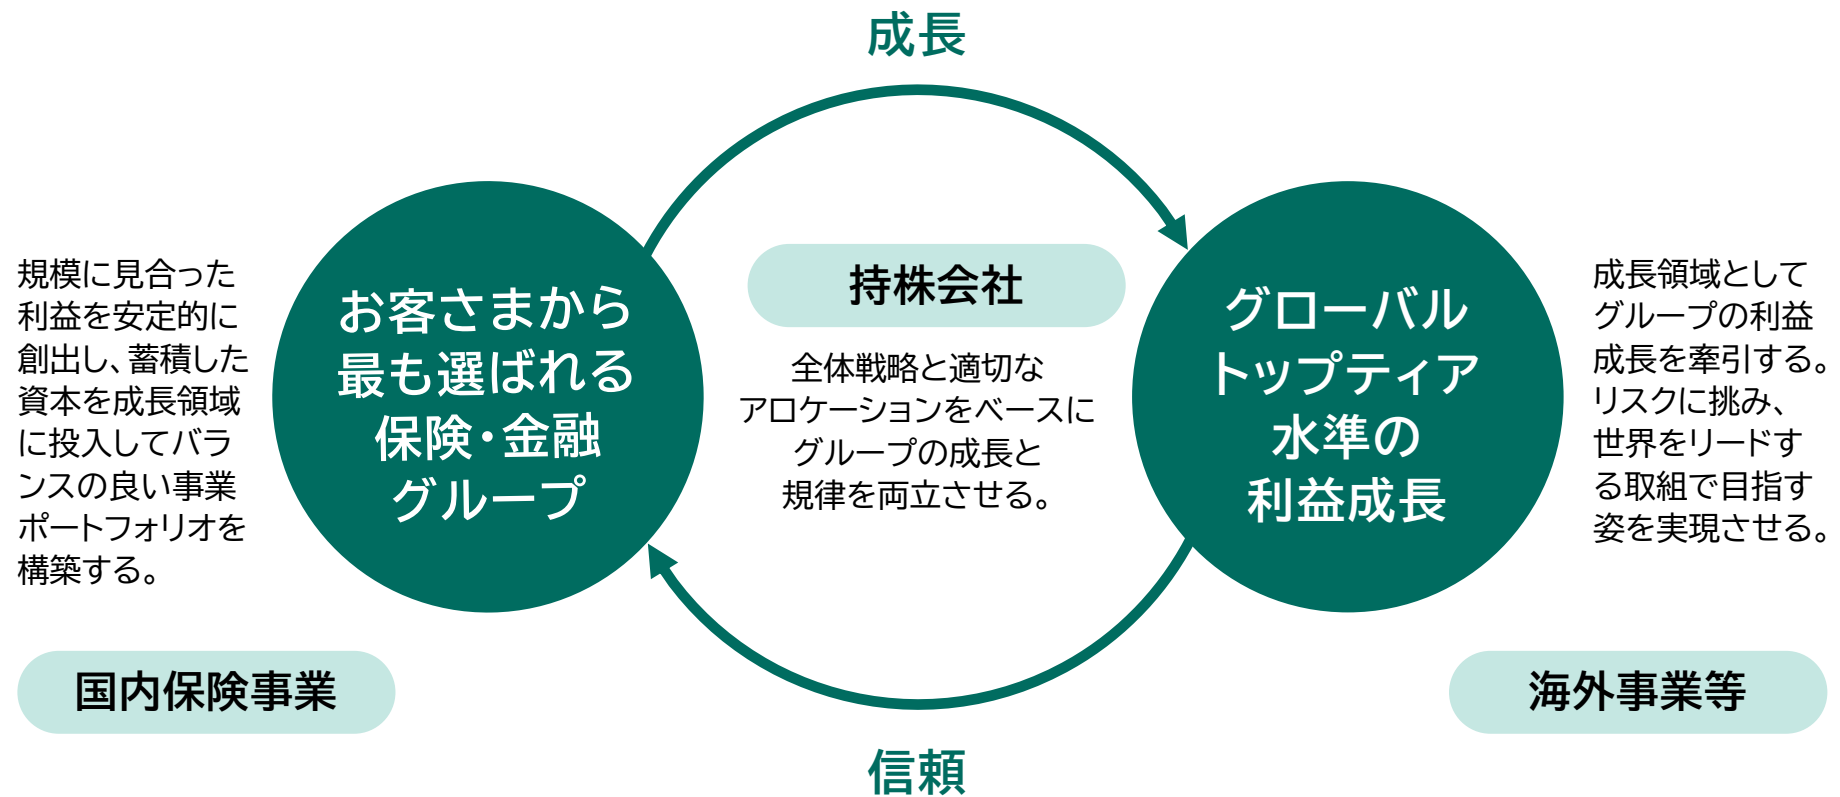 成長
規模に見合った
利益を安定的に
創出し、蓄積した
資本を成長領域
に投入してバラ
ンスの良い事業
ポートフォリオを
構築する。
お客さまから
最も選ばれる
保険・金融
グループ
持株会社
全体戦略と適切な
アロケーションをベースに
グループの成長と
規律を両立させる。
グローバル
トップティア
水準の
利益成長
成長領域として
グループの利益
成長を牽引する。
リスクに挑み、
世界をリードす
る取組で目指す
姿を実現させる。
国内保険事業
海外事業等
信頼